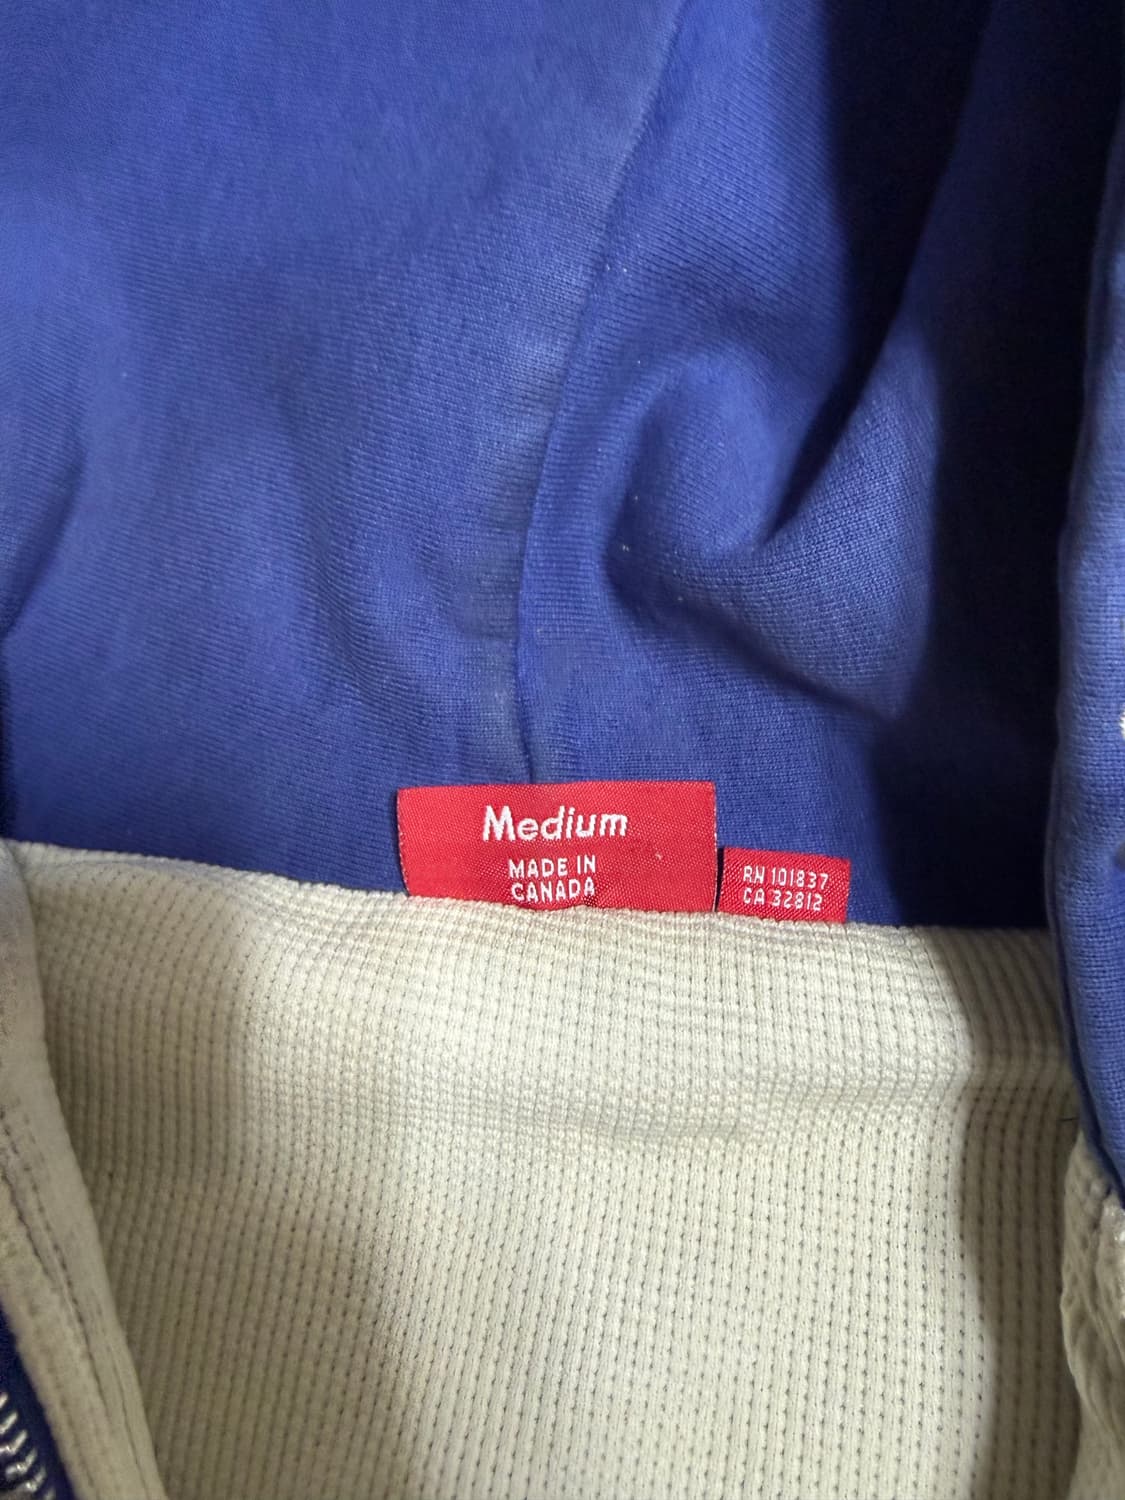 Medium
MADE IN
CANADA
RN 101837
CA 32812